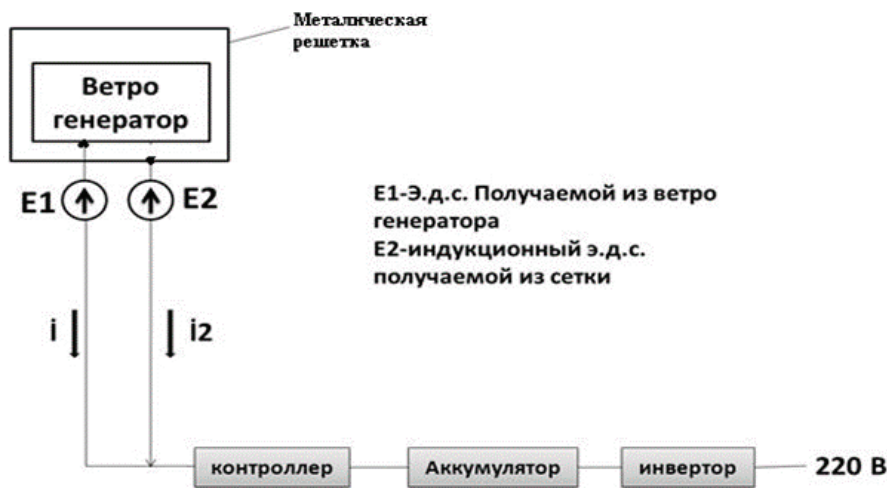 Металическая
решетка
Ветро
генератор
E1
E2
E1-Э.д.с. Получаемой из ветро
генератора
E2-индукционный э.д.с.
получаемой из сетки
i
i2
контроллер
Аккумулятор
инвертор
220 В